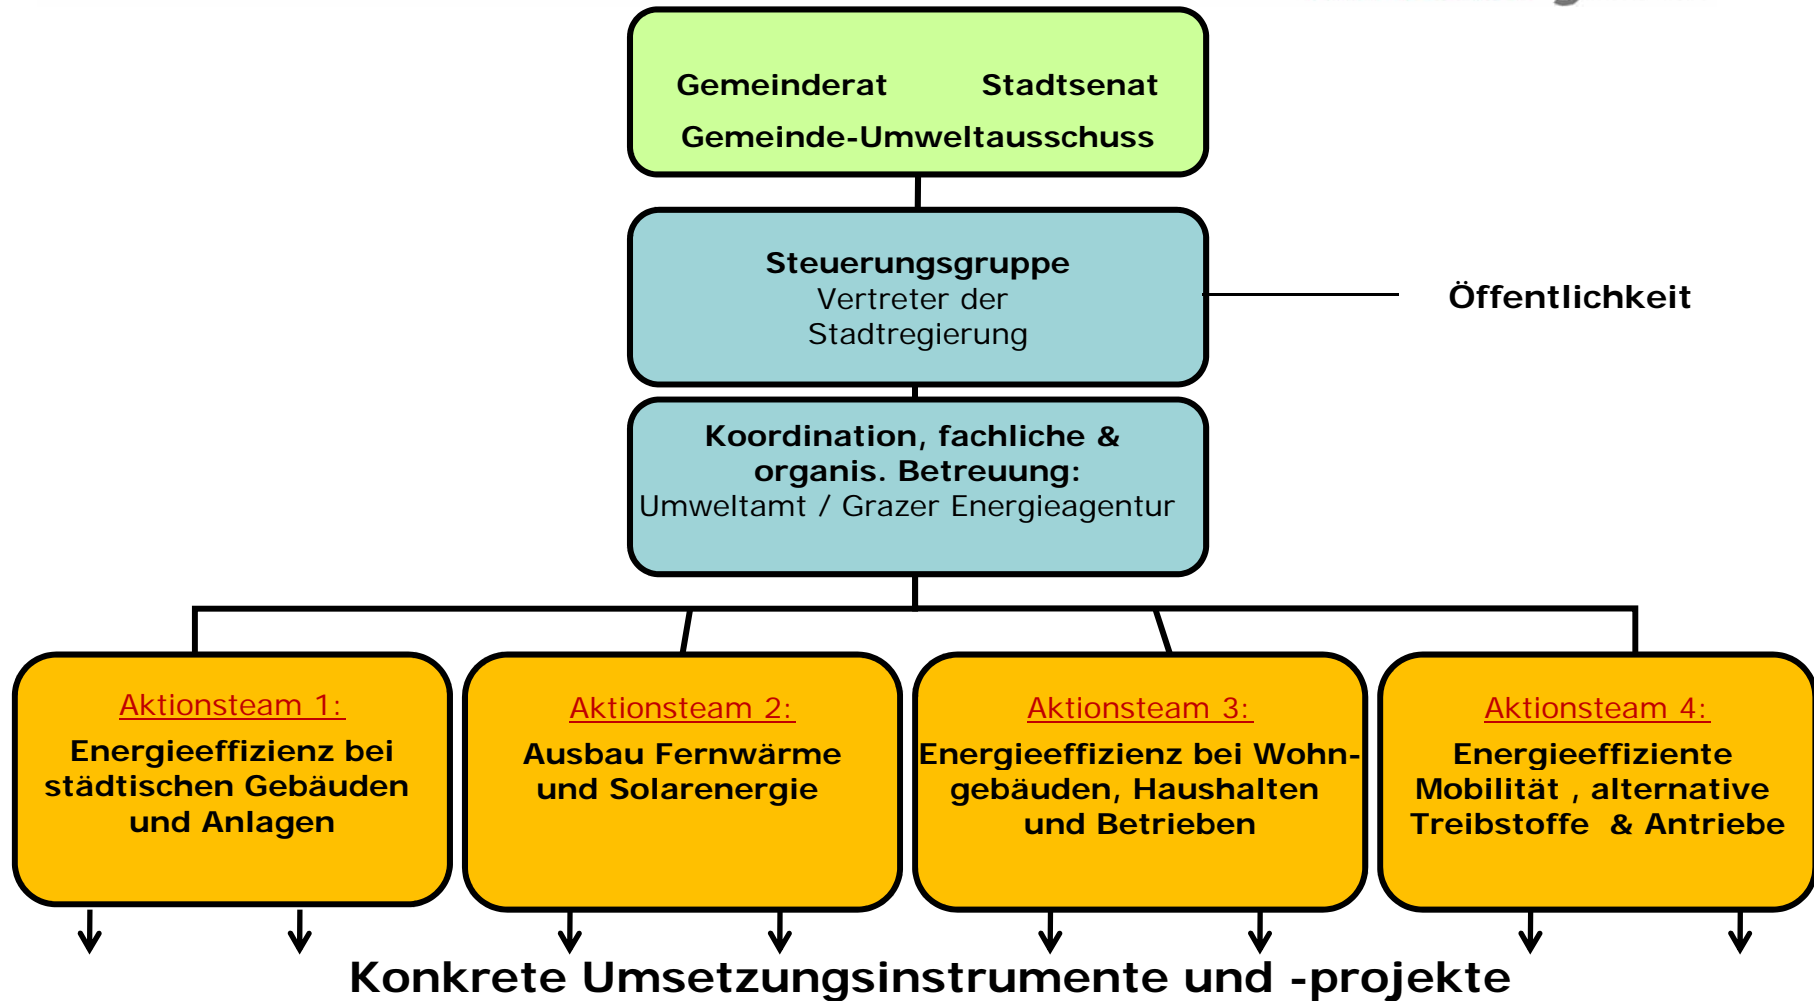 Gemeinderat Stadtsenat
Gemeinde-Umweltausschuss
Steuerungsgruppe
Vertreter der
Stadtregierung
Öffentlichkeit
Koordination, fachliche &
organis. Betreuung:
Umweltamt / Grazer Energieagentur
Aktionsteam 1:
Energieeffizienz bei
städtischen Gebäuden
und Anlagen
Aktionsteam 2:
Ausbau Fernwärme
und Solarenergie
Aktionsteam 3:
Energieeffizienz bei Wohn-
gebäuden, Haushalten
und Betrieben
Aktionsteam 4:
Energieeffiziente
Mobilität , alternative
Treibstoffe & Antriebe
Konkrete Umsetzungsinstrumente und -projekte